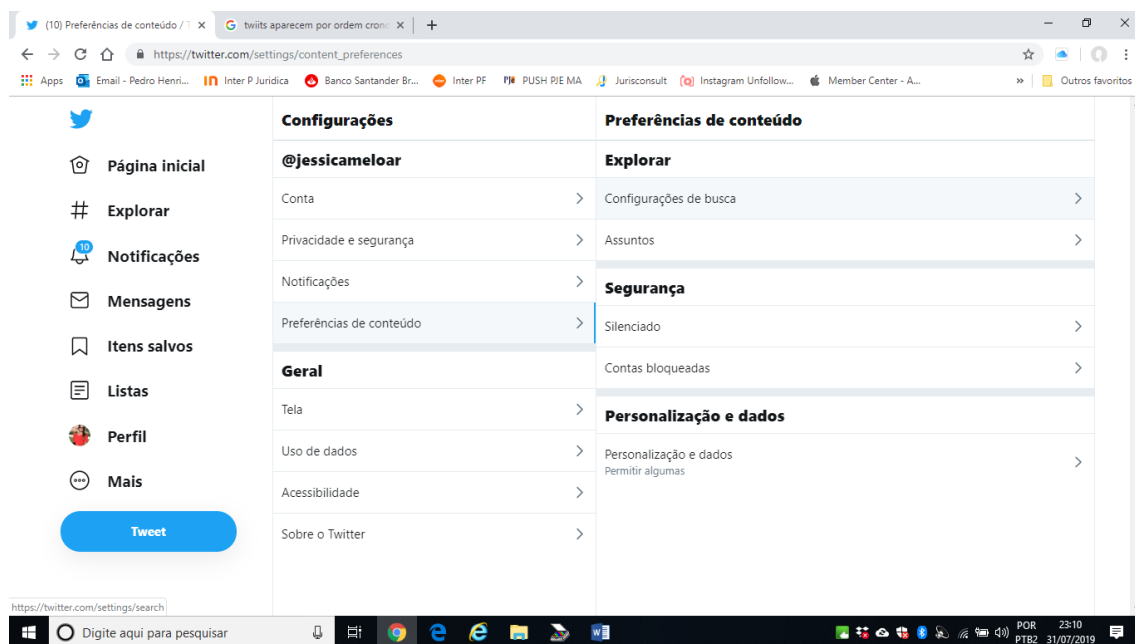 (10) Preferências de conteúdo / T
twiits aparecem por ordem cron
https://twitter.com/settings/content_preferences
Apps
Email - Pedro Henri...
Inter P Juridica
Banco Santander Br...
Inter PF
PJe PUSH PJE MA
Jurisconsult
Instagram Unfollow...
Member Center - A...
Outros favoritos
Página inicial
Explorar
10
Notificações
Mensagens
Itens salvos
Listas
Perfil
Mais
Tweet
Configurações
@jessicameloar
Conta
Privacidade e segurança
Notificações
Preferências de conteúdo
Geral
Tela
Uso de dados
Acessibilidade
Sobre o Twitter
Preferências de conteúdo
Explorar
Configurações de busca
Assuntos
Segurança
Silenciado
Contas bloqueadas
Personalização e dados
Personalização e dados
Permitir algumas
https://twitter.com/settings/search
Digite aqui para pesquisar
POR
PTB2
23:10
31/07/2019